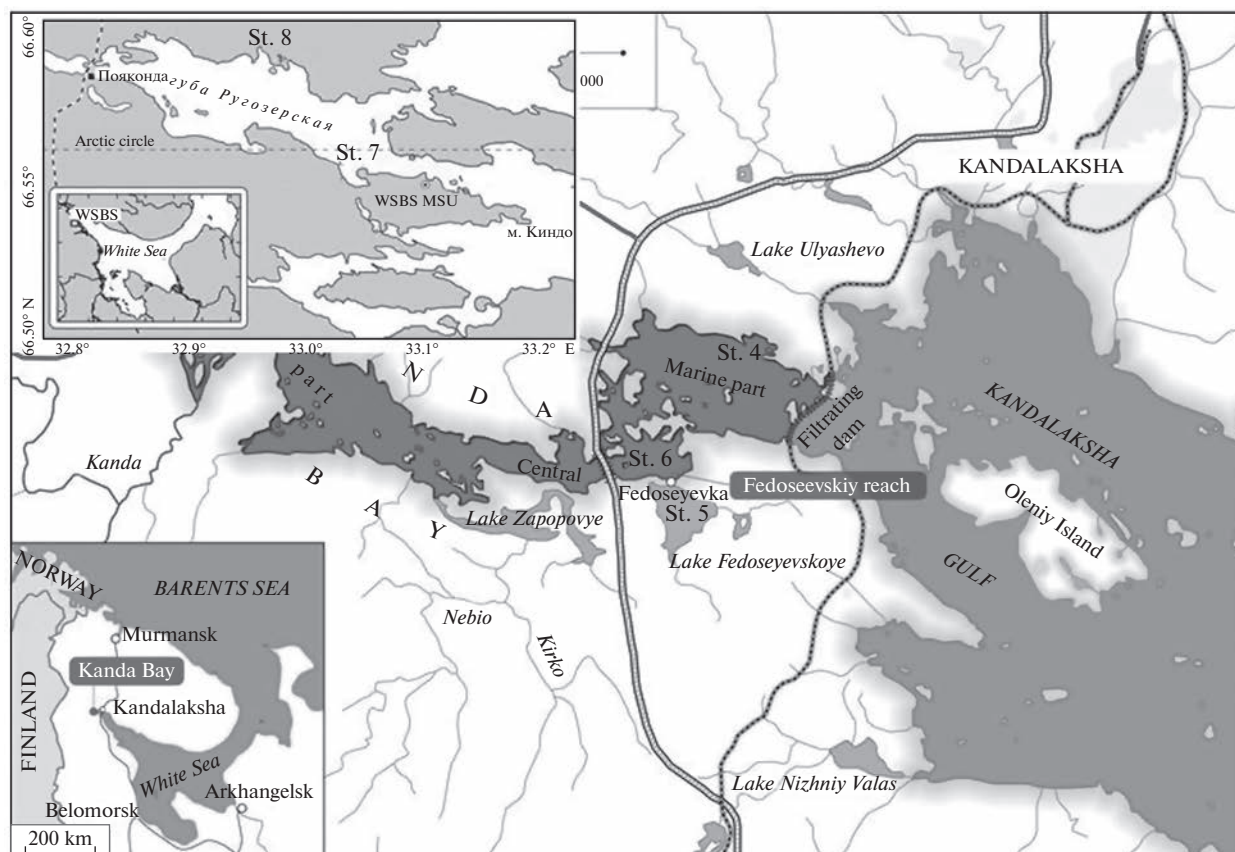 66.60°
66.55°
66.50° N
32.8°
32.9°
33.0°
33.1°
33.2° E
St. 8
Пояконда
губа Ругозерская
Arctic circle
St. 7
WSBS MSU
м. Киндо
WSBS
White Sea
000
KANDALAKSHA
Lake Ulyashevo
St. 4
Marine part
Filtrating
dam
KANDALAKSHA
GULF
Oleniy Island
part
N
D
A
Kanda
Central
B
A
Y
St. 6
Fedoseyevka
Fedoseevskiy reach
St. 5
Lake Zapopovye
Lake Fedoseyevskoye
Nebio
Kirko
Lake Nizhniy Valas
NORWAY
BARENTS SEA
Murmansk
Kanda Bay
Kandalaksha
FINLAND
White Sea
Arkhangelsk
Belomorsk
200 km